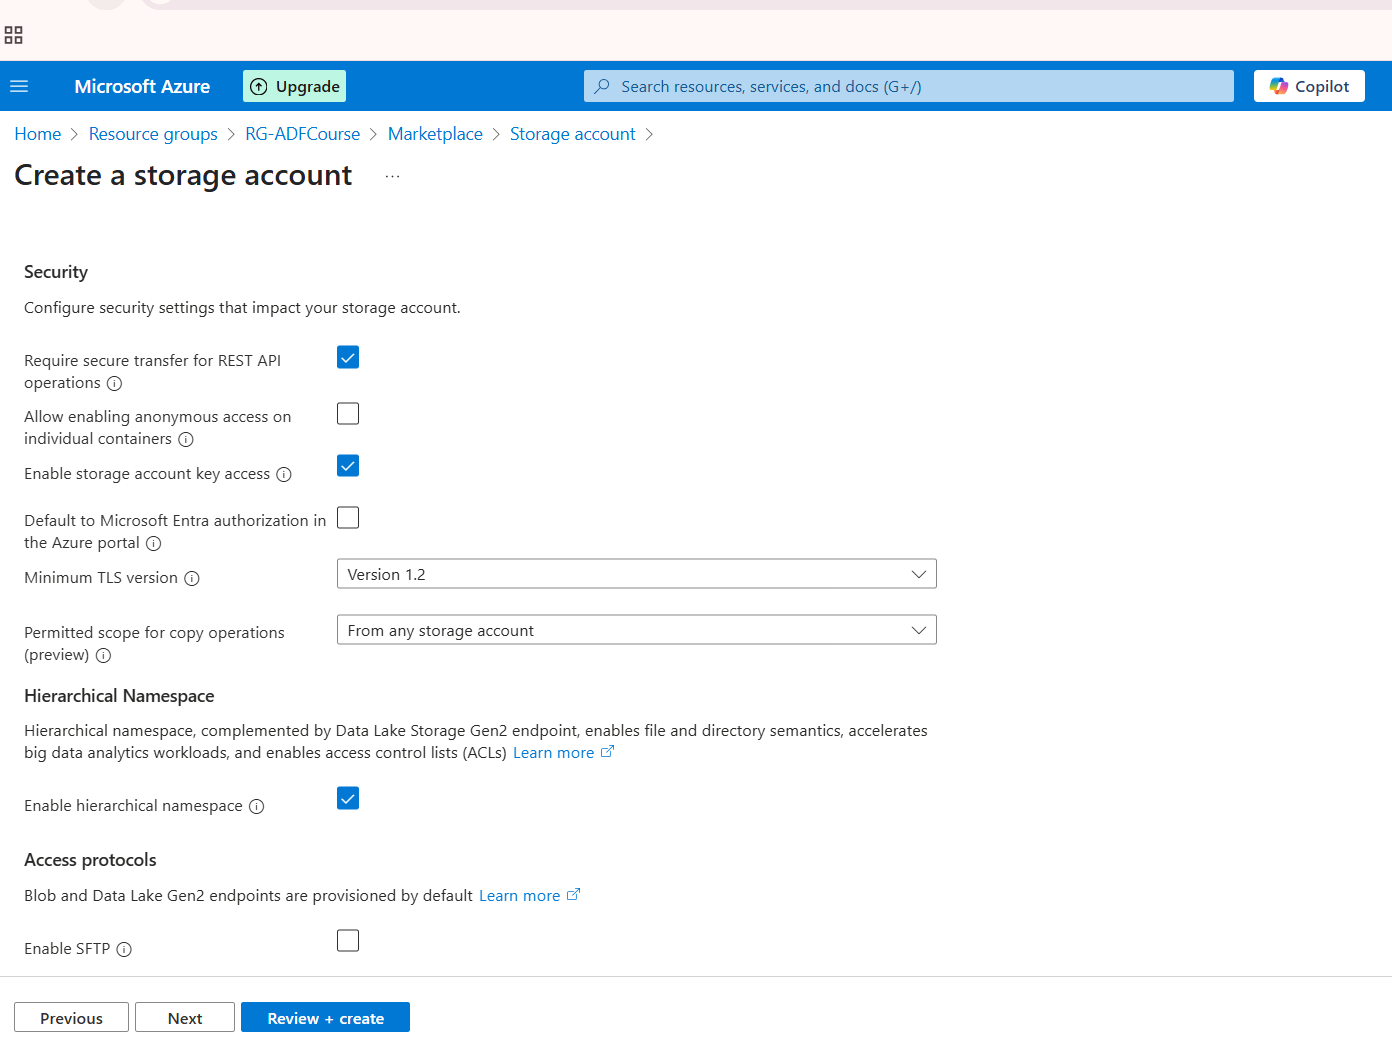 Microsoft Azure
Upgrade
Search resources, services, and docs (G+/)
Copilot
Home > Resource groups > RG-ADFCourse > Marketplace > Storage account >
Create a storage account ...
Security
Configure security settings that impact your storage account.
Require secure transfer for REST API
operations
Allow enabling anonymous access on
individual containers
Enable storage account key access
Default to Microsoft Entra authorization in
the Azure portal
Minimum TLS version
Version 1.2
Permitted scope for copy operations
(preview)
From any storage account
Hierarchical Namespace
Hierarchical namespace, complemented by Data Lake Storage Gen2 endpoint, enables file and directory semantics, accelerates
big data analytics workloads, and enables access control lists (ACLs) Learn more
Enable hierarchical namespace
Access protocols
Blob and Data Lake Gen2 endpoints are provisioned by default Learn more
Enable SFTP
Previous
Next
Review + create